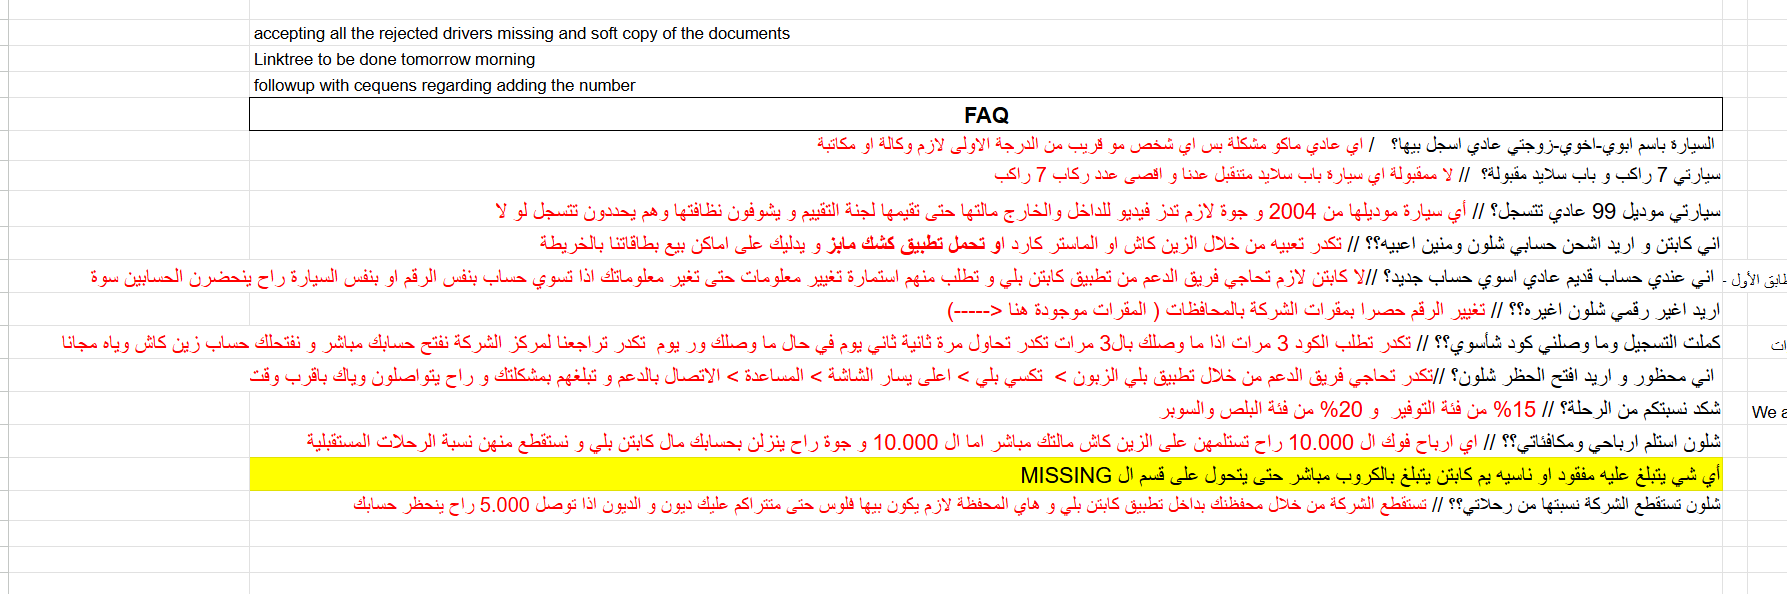 accepting all the rejected drivers missing and soft copy of the documents
Linktree to be done tomorrow morning
followup with cequens regarding adding the number
FAQ
السيارة باسم ابوي-اخوي-زوجتي عادي اسجل بيها؟ / اي عادي ماكو مشكلة بس اي شخص مو قريب من الدرجة الاولى لازم وكالة او مكاتبة
سيارتي 7 راكب و باب سلايد مقبولة؟ // لا ممقبولة اي سيارة باب سلايد متنقبل عدنا و اقصى عدد ركاب 7 راكب
سيارتي موديل 99 عادي تتسجل؟ // أي سيارة موديلها من 2004 و جوة لازم تدز فيديو للداخل والخارج مالتها حتى تقيمها لجنة التقييم و يشوفون نظافتها وهم يحددون تتسجل لو لا
اني كابتن و اريد اشحن حسابي شلون ومنين اعبيه؟؟ // تكدر تعبيه من خلال الزين كاش او الماستر كارد او تحمل تطبيق كشك مابز و يدليك على اماكن بيع بطاقاتنا بالخريطة
اني عندي حساب قديم عادي اسوي حساب جديد؟ //لا كابتن لازم تحاجي فريق الدعم من تطبيق كابتن بلي و تطلب منهم استمارة تغيير معلومات حتى تغير معلوماتك اذا تسوي حساب بنفس الرقم او بنفس السيارة راح ينحضرن الحسابين سوة
طابق الأول -
اريد اغير رقمي شلون اغيره؟؟ // تغيير الرقم حصرا بمقرات الشركة بالمحافظات ( المقرات موجودة هنا <-----)
كملت التسجيل وما وصلني كود شأسوي؟؟ // تكدر تطلب الكود 3 مرات اذا ما وصلك بال3 مرات تكدر تحاول مرة ثانية ثاني يوم في حال ما وصلك ور يوم تكدر تراجعنا لمركز الشركة نفتح حسابك مباشر و نفتحلك حساب زين كاش وياه مجانا
ات
اني محظور و اريد افتح الحظر شلون؟ //تكدر تحاجي فريق الدعم من خلال تطبيق بلي الزبون > تكسي بلي > اعلى يسار الشاشة > المساعدة > الاتصال بالدعم و تبلغهم بمشكلتك و راح يتواصلون وياك باقرب وقت
شكد نسبتكم من الرحلة؟ // 15% من فئة التوفير و 20% من فئة البلص والسوبر
We a
شلون استلم ارباحي ومكافئاتي؟؟ // اي ارباح فوك ال 10.000 راح تستلمهن على الزين كاش مالتك مباشر اما ال 10.000 و جوة راح ينزلن بحسابك مال كابتن بلي و نستقطع منهن نسبة الرحلات المستقبلية
أي شي يتبلغ عليه مفقود او ناسيه يم كابتن يتبلغ بالكروب مباشر حتى يتحول على قسم ال MISSING
شلون تستقطع الشركة نسبتها من رحلاتي؟؟ // تستقطع الشركة من خلال محفظتك بداخل تطبيق كابتن بلي و هاي المحفظة لازم يكون بيها فلوس حتى متتراكم عليك ديون و الديون اذا توصل 5.000 راح ينحظر حسابك